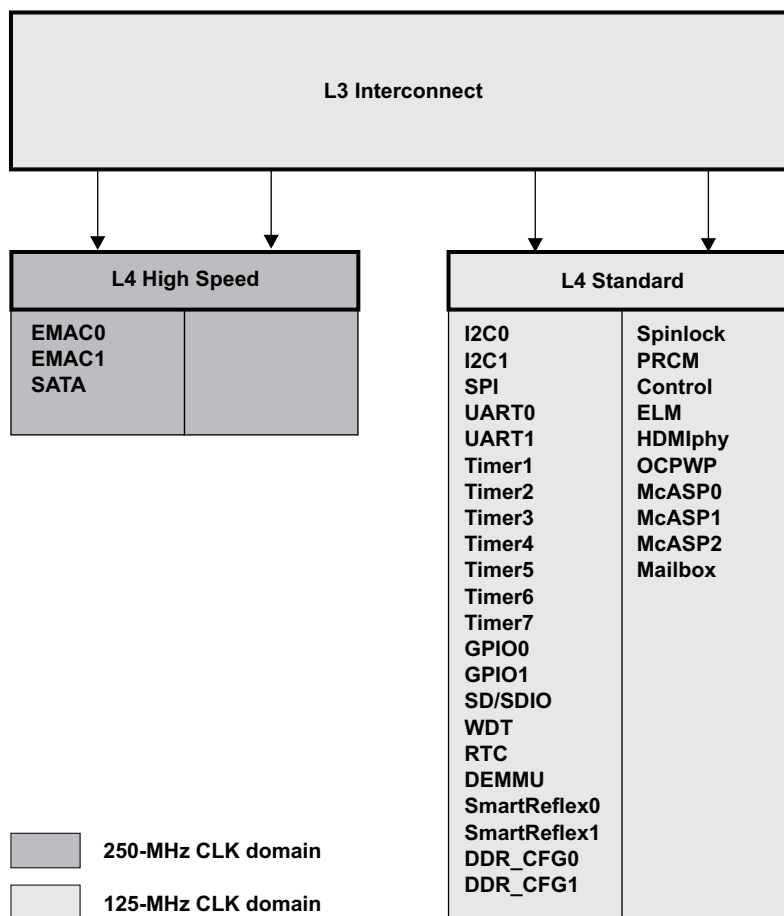 L3 Interconnect
L4 High Speed
EMAC0
EMAC1
SATA
L4 Standard
I2C0
I2C1
SPI
UART0
UART1
Timer1
Timer2
Timer3
Timer4
Timer5
Timer6
Timer7
GPIO0
GPIO1
SD/SDIO
WDT
RTC
DEMMU
SmartReflex0
SmartReflex1
DDR_CFG0
DDR_CFG1
Spinlock
PRCM
Control
ELM
HDMIphy
OCPWP
McASP0
McASP1
McASP2
Mailbox
250-MHz CLK domain
125-MHz CLK domain